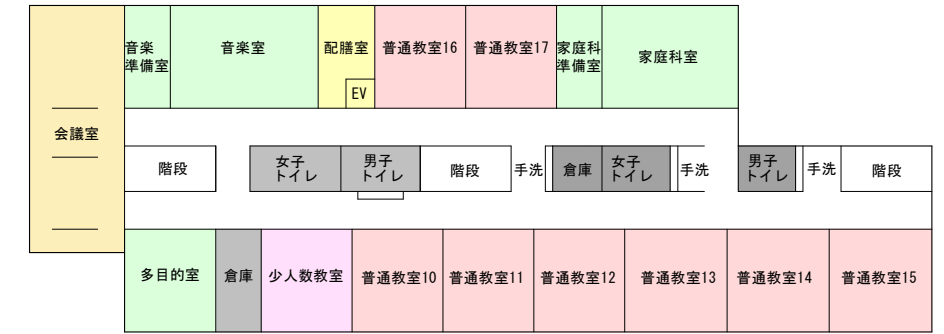 音楽
準備室
音楽室
配膳室
EV
普通教室16
普通教室17
家庭科
準備室
家庭科室
会議室
階段
女子
トイレ
男子
トイレ
階段
手洗
倉庫
女子
トイレ
手洗
男子
トイレ
手洗
階段
多目的室
倉庫
少人数教室
普通教室10
普通教室11
普通教室12
普通教室13
普通教室14
普通教室15